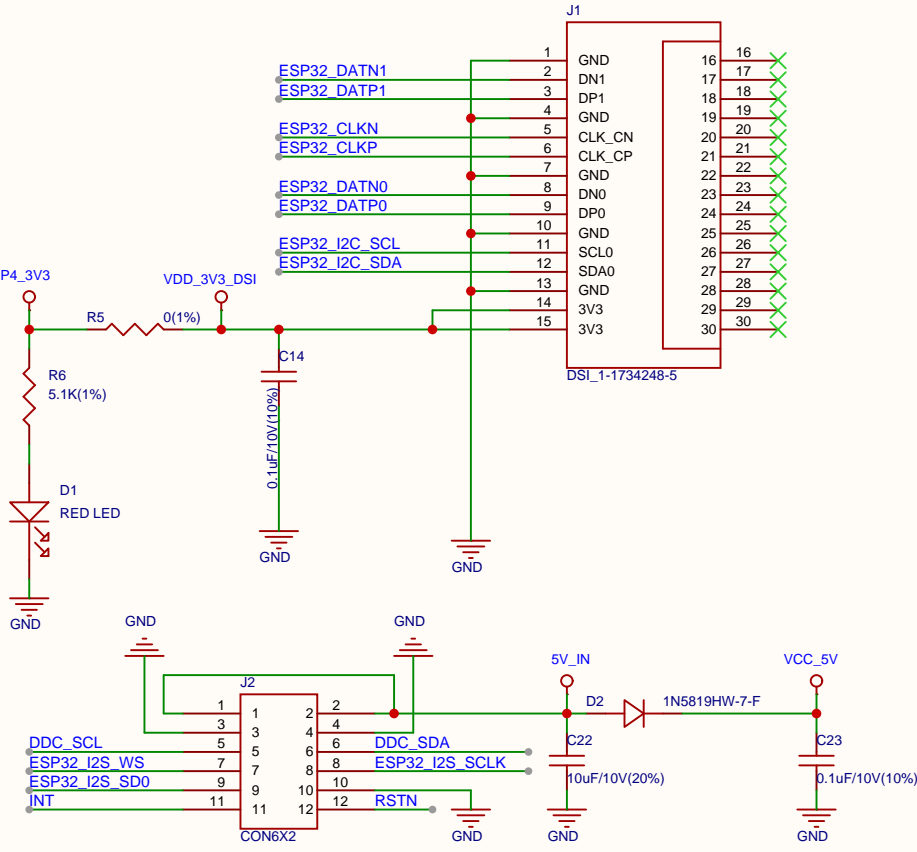 J1
1 GND 16 16
ESP32_DATN1 2 DN1 17 17
ESP32_DATP1 3 DP1 18 18
4 GND 19 19
ESP32_CLKN 5 CLK_CN 20 20
ESP32_CLKP 6 CLK_CP 21 21
7 GND 22 22
ESP32_DATN0 8 DN0 23 23
ESP32_DATP0 9 DP0 24 24
10 GND 25 25
ESP32_I2C_SCL 11 SCL0 26 26
ESP32_I2C_SDA 12 SDA0 27 27
13 GND 28 28
14 3V3 29 29
15 3V3 30 30
DSI_1-1734248-5
P4_3V3
VDD_3V3_DSI
R5 0(1%)
C14
0.1uF/10V(10%)
R6
5.1K(1%)
D1
RED LED
GND
GND
GND
GND
GND
J2
1 1 2 2
3 3 4 4
DDC_SCL 5 5 6 6 DDC_SDA
ESP32_I2S_WS 7 7 8 8 ESP32_I2S_SCLK
ESP32_I2S_SD0 9 9 10 10
INT 11 11 12 12 RSTN
CON6X2
GND
5V_IN
D2 1N5819HW-7-F
VCC_5V
C22
10uF/10V(20%)
GND
C23
0.1uF/10V(10%)
GND